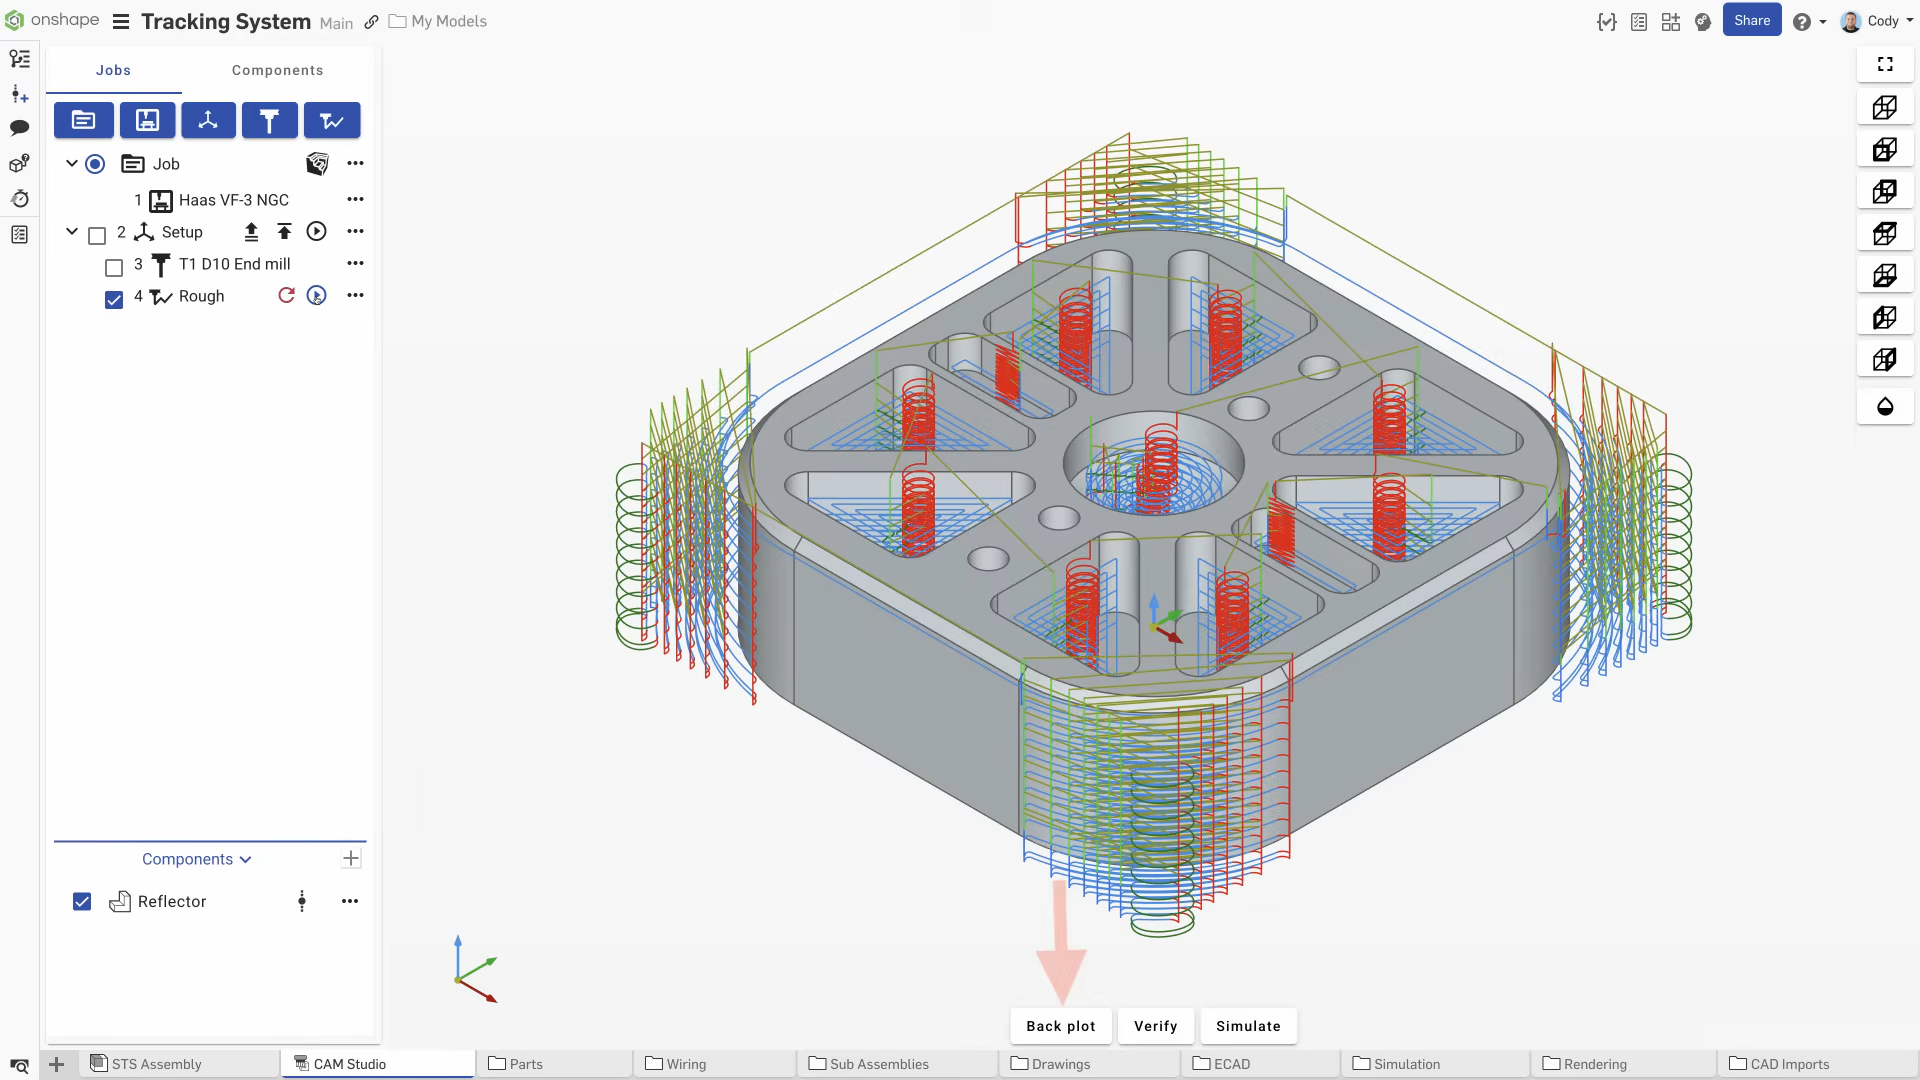 onshape Tracking System Main My Models Share Cody
Jobs Components
Job
1 Haas VF-3 NGC
2 Setup
3 T1 D10 End mill
4 Rough
Components
Reflector
Back plot Verify Simulate
STS Assembly CAM Studio Parts Wiring Sub Assemblies Drawings ECAD Simulation Rendering CAD Imports